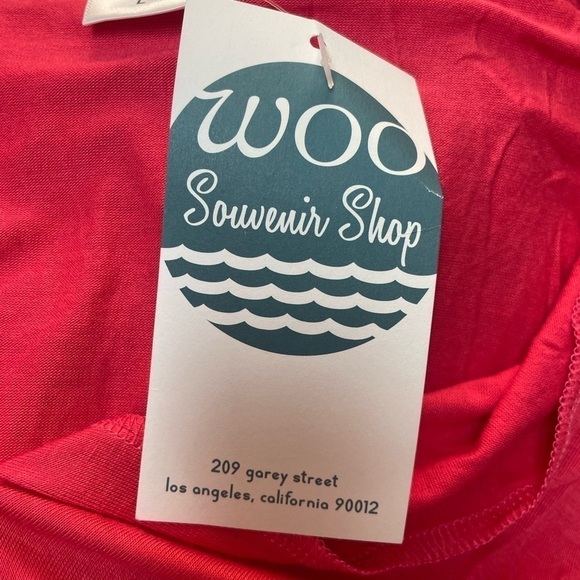 WOO
Souvenir Shop
209 garey street
los angeles, california 90012